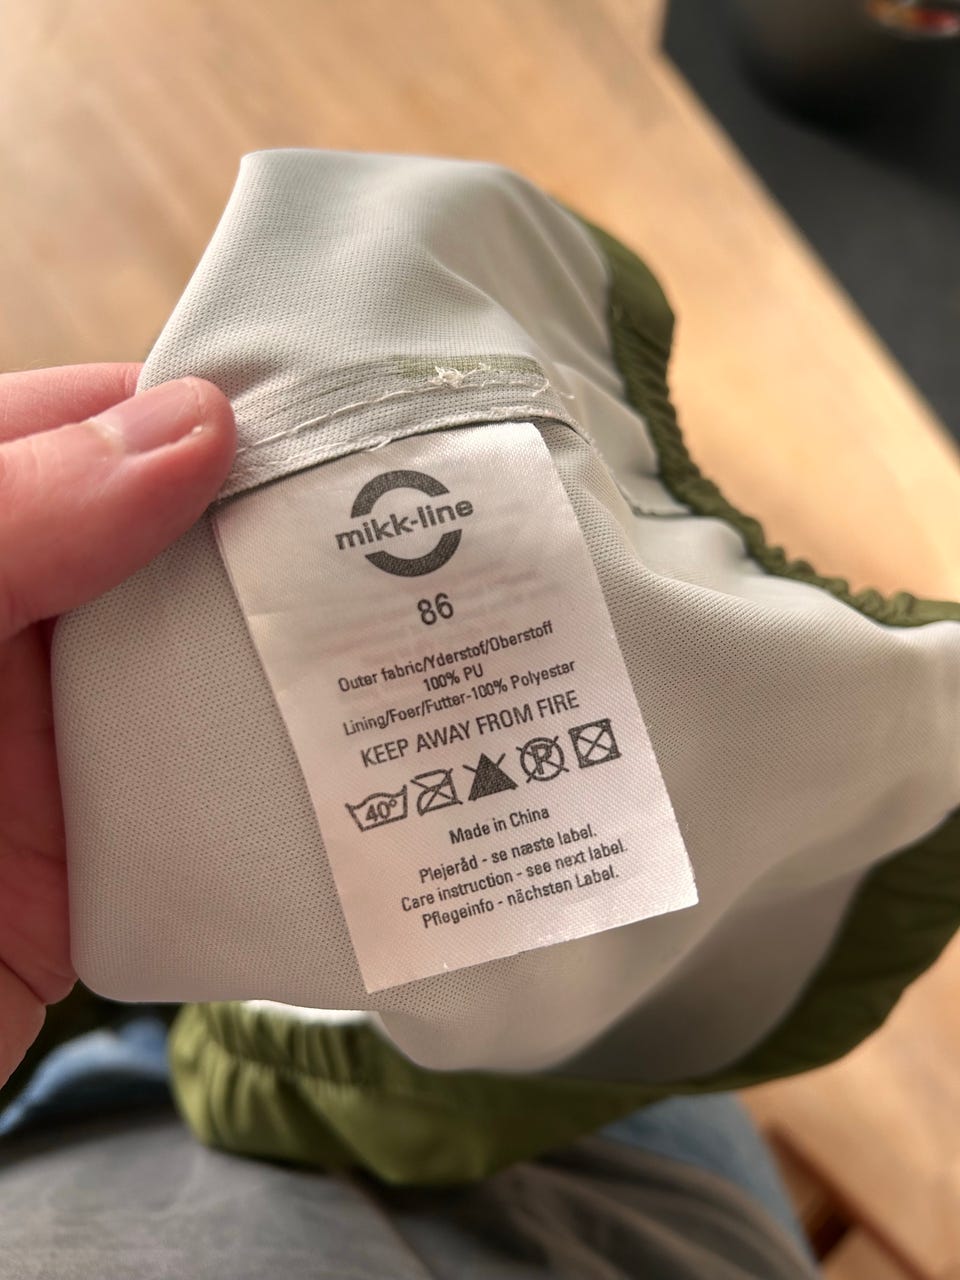 mikk-line
86
Outer fabric/Yderstof/Oberstoff
100% PU
Lining/Foer/Futter-100% Polyester
KEEP AWAY FROM FIRE
40° P
Made in China
Plejeråd - se næste label.
Care instruction - see next label.
Pflegeinfo - nächsten Label.